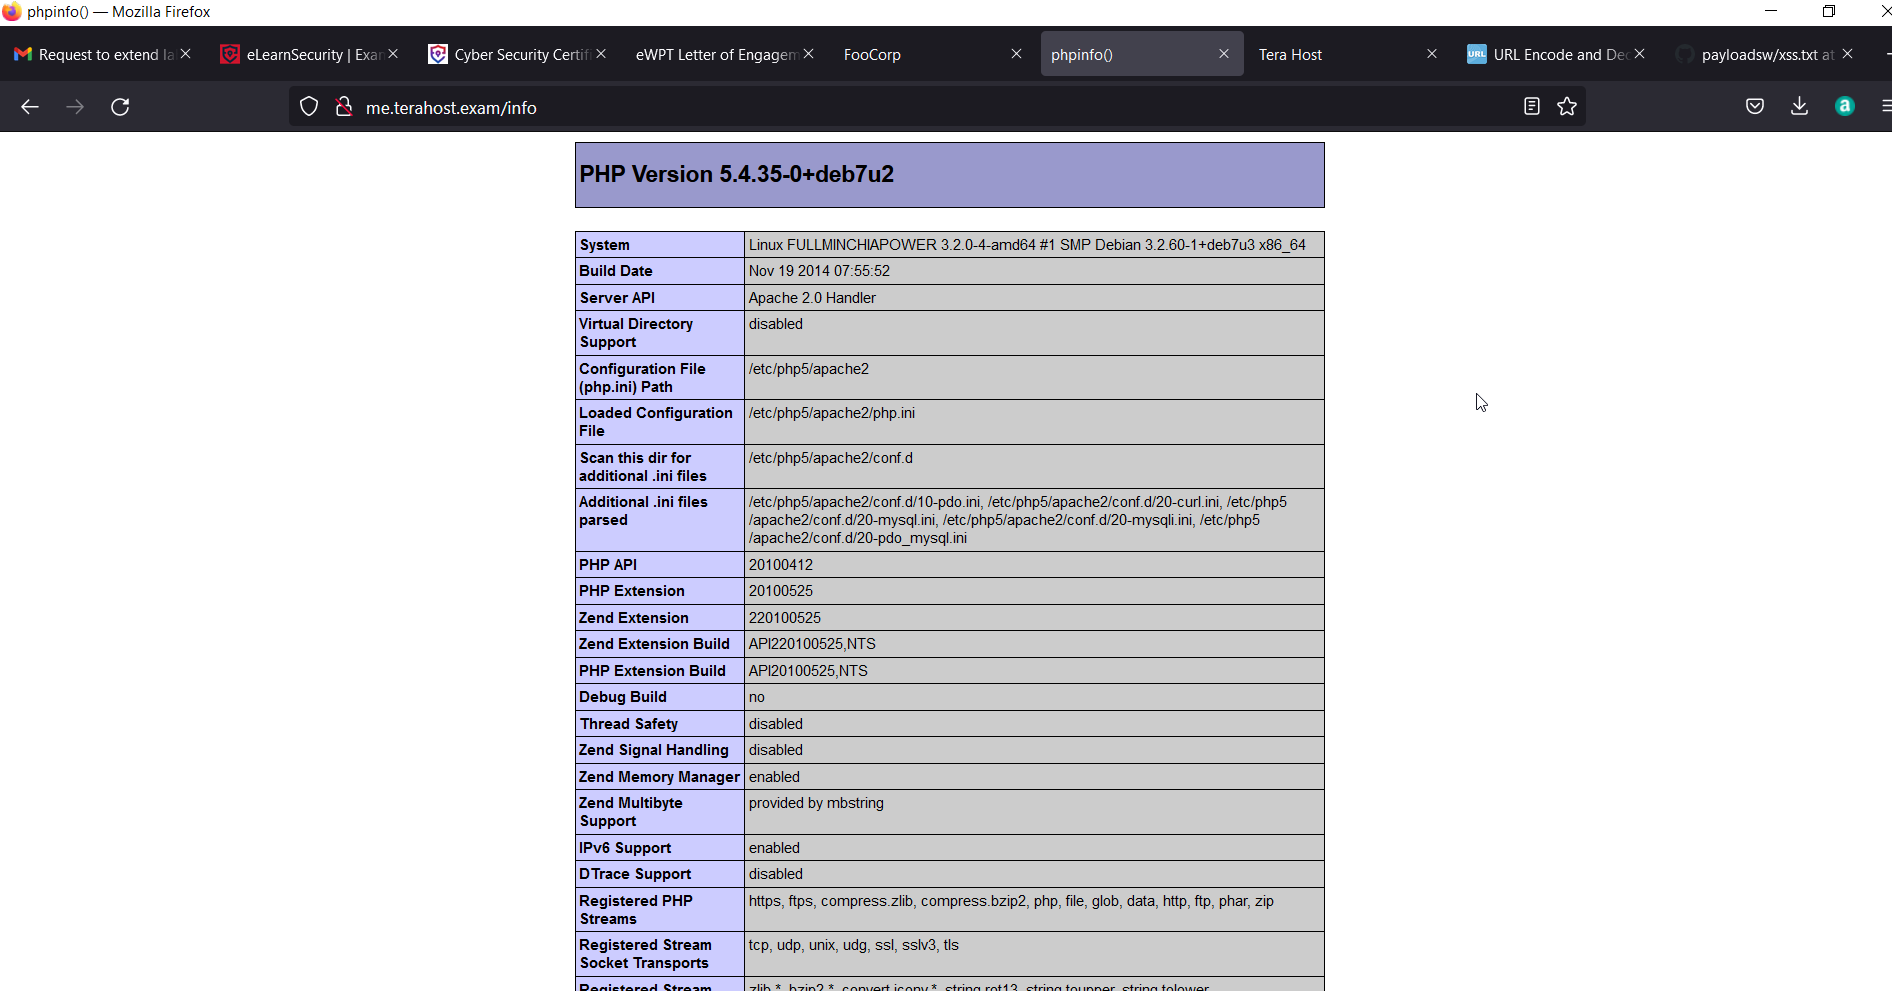 phpinfo() — Mozilla Firefox
Request to extend la
eLearnSecurity | Exan
Cyber Security Certifi
eWPT Letter of Engagem
FooCorp
phpinfo()
Tera Host
URL
URL Encode and Dec
payloadsw/xss.txt at
me.terahost.exam/info
a
PHP Version 5.4.35-0+deb7u2
System
Linux FULLMINCHIAPOWER 3.2.0-4-amd64 #1 SMP Debian 3.2.60-1+deb7u3 x86_64
Build Date
Nov 19 2014 07:55:52
Server API
Apache 2.0 Handler
Virtual Directory
Support
disabled
Configuration File
(php.ini) Path
/etc/php5/apache2
Loaded Configuration
File
/etc/php5/apache2/php.ini
Scan this dir for
additional .ini files
/etc/php5/apache2/conf.d
Additional .ini files
parsed
/etc/php5/apache2/conf.d/10-pdo.ini, /etc/php5/apache2/conf.d/20-curl.ini, /etc/php5
/apache2/conf.d/20-mysql.ini, /etc/php5/apache2/conf.d/20-mysqli.ini, /etc/php5
/apache2/conf.d/20-pdo_mysql.ini
PHP API
20100412
PHP Extension
20100525
Zend Extension
220100525
Zend Extension Build
API220100525,NTS
PHP Extension Build
API20100525,NTS
Debug Build
no
Thread Safety
disabled
Zend Signal Handling
disabled
Zend Memory Manager
enabled
Zend Multibyte
Support
provided by mbstring
IPv6 Support
enabled
DTrace Support
disabled
Registered PHP
Streams
https, ftps, compress.zlib, compress.bzip2, php, file, glob, data, http, ftp, phar, zip
Registered Stream
Socket Transports
tcp, udp, unix, udg, ssl, sslv3, tls
Registered Stream
zlib.*, bzip2.*, convert.iconv.*, string.rot13, string.toupper, string.tolower,